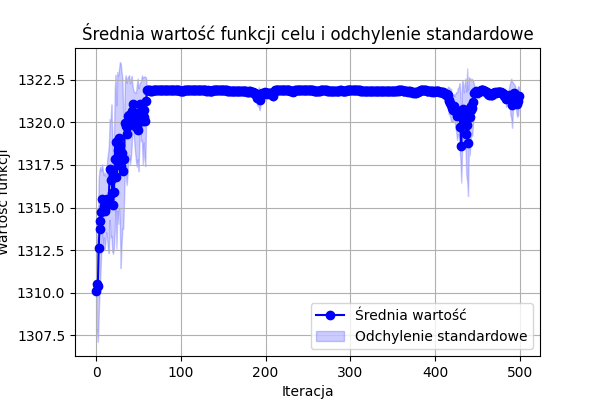 Średnia wartość funkcji celu i odchylenie standardowe
1322.5
1320.0
1317.5
1315.0
1312.5
1310.0
1307.5
Wartość funkcji
0 100 200 300 400 500
Iteracja
Średnia wartość
Odchylenie standardowe